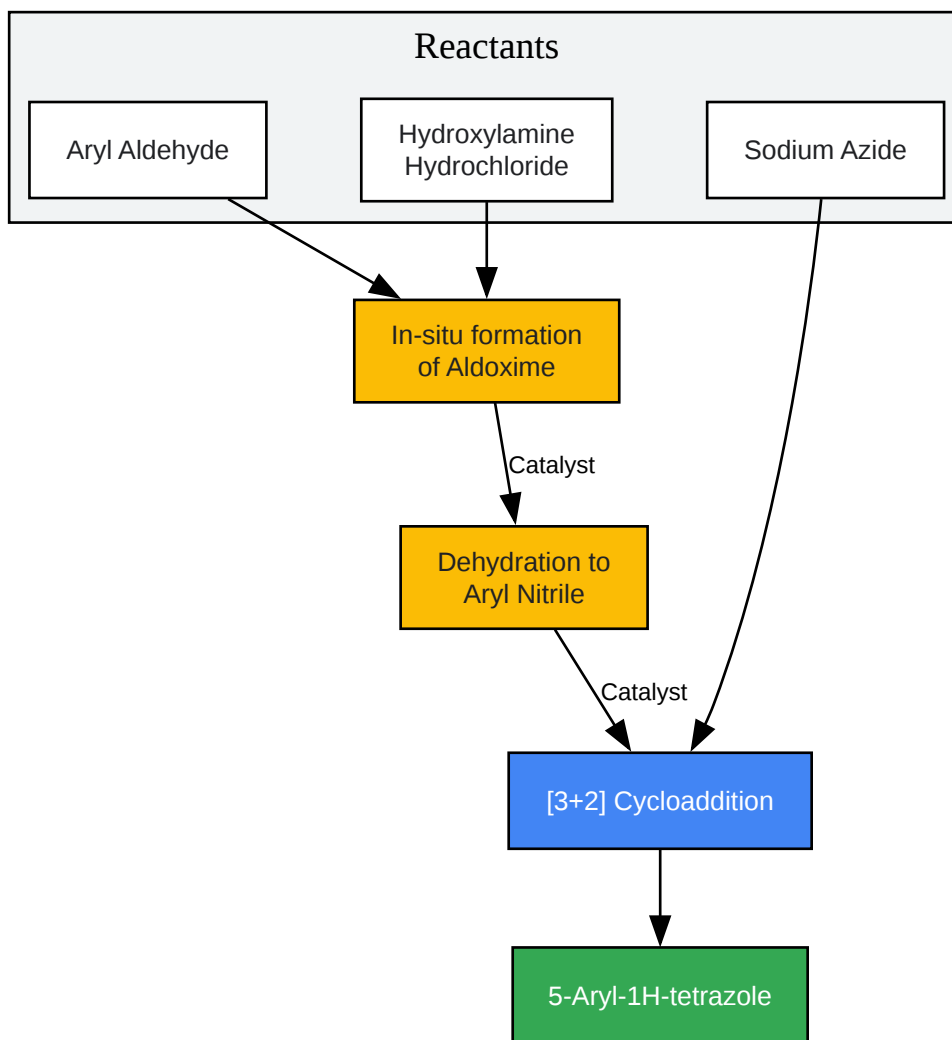 Reactants
Aryl Aldehyde
Hydroxylamine
Hydrochloride
Sodium Azide
In-situ formation
of Aldoxime
Catalyst
Dehydration to
Aryl Nitrile
Catalyst
[3+2] Cycloaddition
5-Aryl-1H-tetrazole